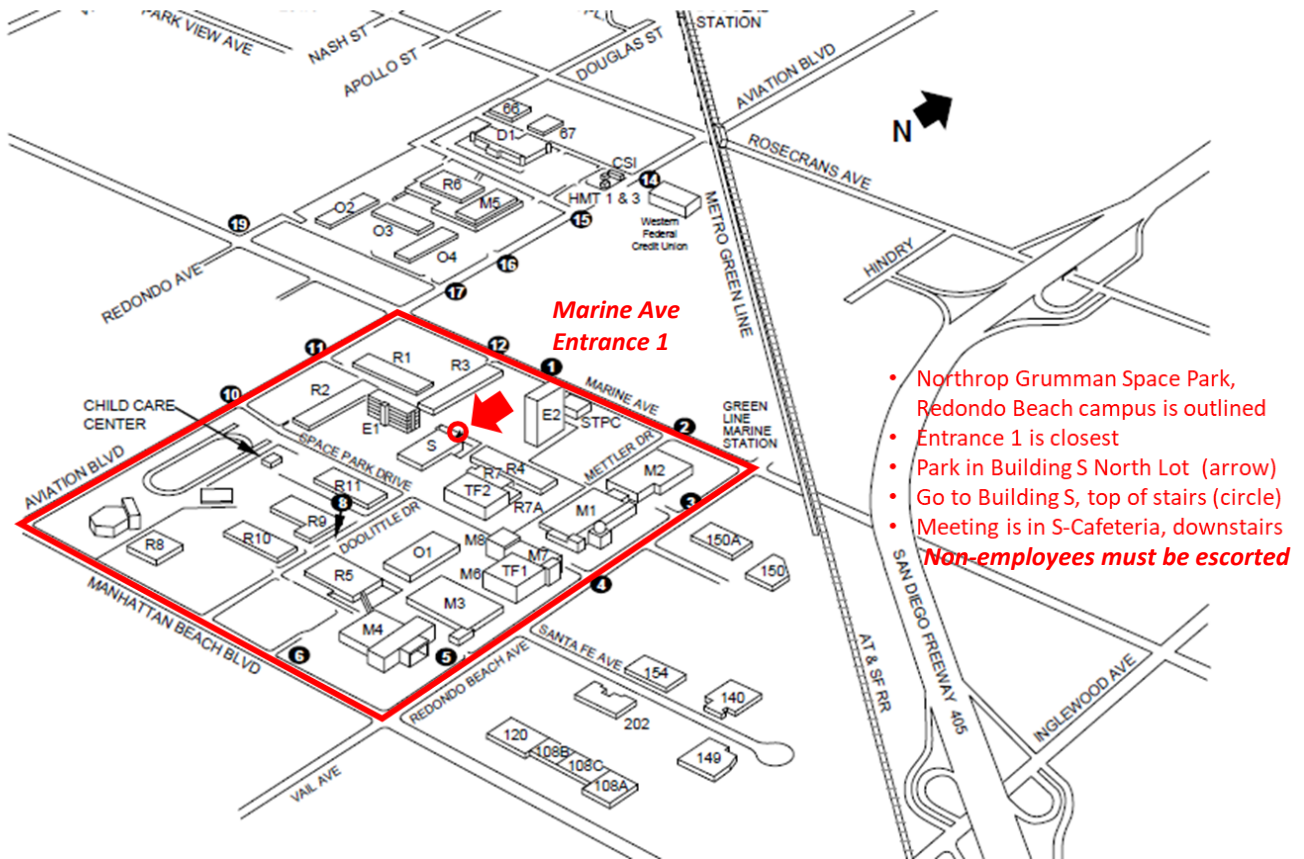 STATION
PARK VIEW AVE
NASH ST
APOLLO ST
DOUGLAS ST
AVIATION BLVD
N
ROSECRANS AVE
66
67
D1
CSI
14
HMT 1 & 3
R6
M5
15
Western
Federal
Credit Union
METRO GREEN LINE
HINDRY
O2
O3
O4
19
16
17
REDONDO AVE
Marine Ave
Entrance 1
11
R1
12
R3
1
MARINE AVE
10
R2
E1
E2
STPC
2
GREEN
LINE
MARINE
STATION
CHILD CARE
CENTER
AVIATION BLVD
SPACE PARK DRIVE
S
R4
R7
METTLER DR
M2
3
R11
8
TF2
R7A
M1
R9
DOOLITTLE DR
R8
R10
O1
M8
M7
M6
TF1
4
150A
150
R5
M3
M4
5
6
MANHATTAN BEACH BLVD
REDONDO BEACH AVE
SANTA FE AVE
154
140
202
120
108B
108C
108A
149
VAIL AVE
AT & SF RR
SAN DIEGO FREEWAY 405
INGLEWOOD AVE
• Northrop Grumman Space Park,
Redondo Beach campus is outlined
• Entrance 1 is closest
• Park in Building S North Lot (arrow)
• Go to Building S, top of stairs (circle)
• Meeting is in S-Cafeteria, downstairs
Non-employees must be escorted